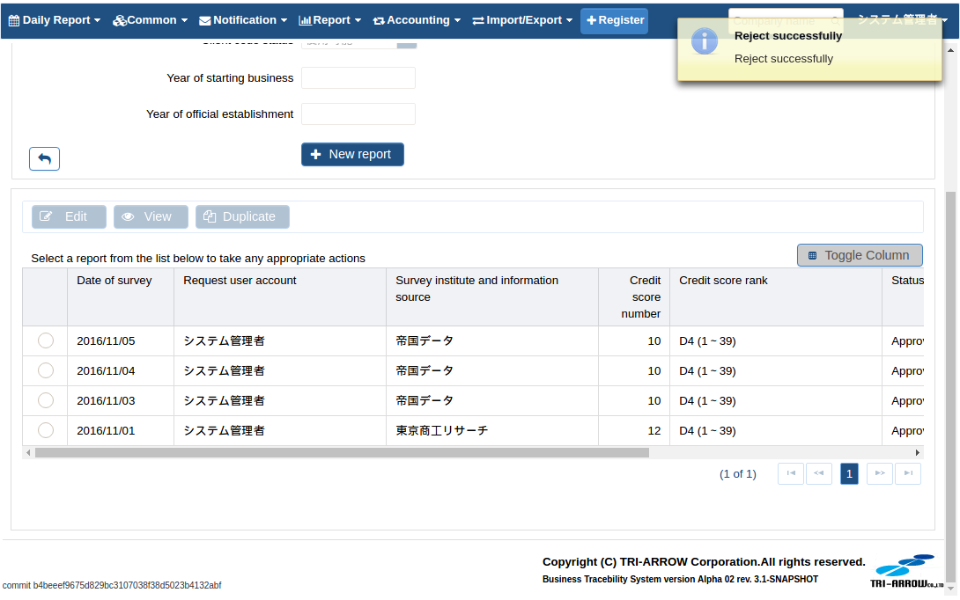 Daily Report Common Notification Report Accounting Import/Export Register システム管理者
Reject successfully
Reject successfully
Year of starting business
Year of official establishment
New report
Edit View Duplicate
Select a report from the list below to take any appropriate actions
Toggle Column
Date of survey Request user account Survey institute and information source Credit score number Credit score rank Status
2016/11/05 システム管理者 帝国データ 10 D4 (1 ~ 39)
2016/11/04 システム管理者 帝国データ 10 D4 (1 ~ 39)
2016/11/03 システム管理者 帝国データ 10 D4 (1 ~ 39)
2016/11/01 システム管理者 東京商工リサーチ 12 D4 (1 ~ 39)
(1 of 1) 1
Copyright (C) TRI-ARROW Corporation.All rights reserved.
Business Tracebility System version Alpha 02 rev. 3.1-SNAPSHOT
TRI-ARROW Co.,LTD
commit b4beeef9675d829bc3107038f38d5023b4132abf